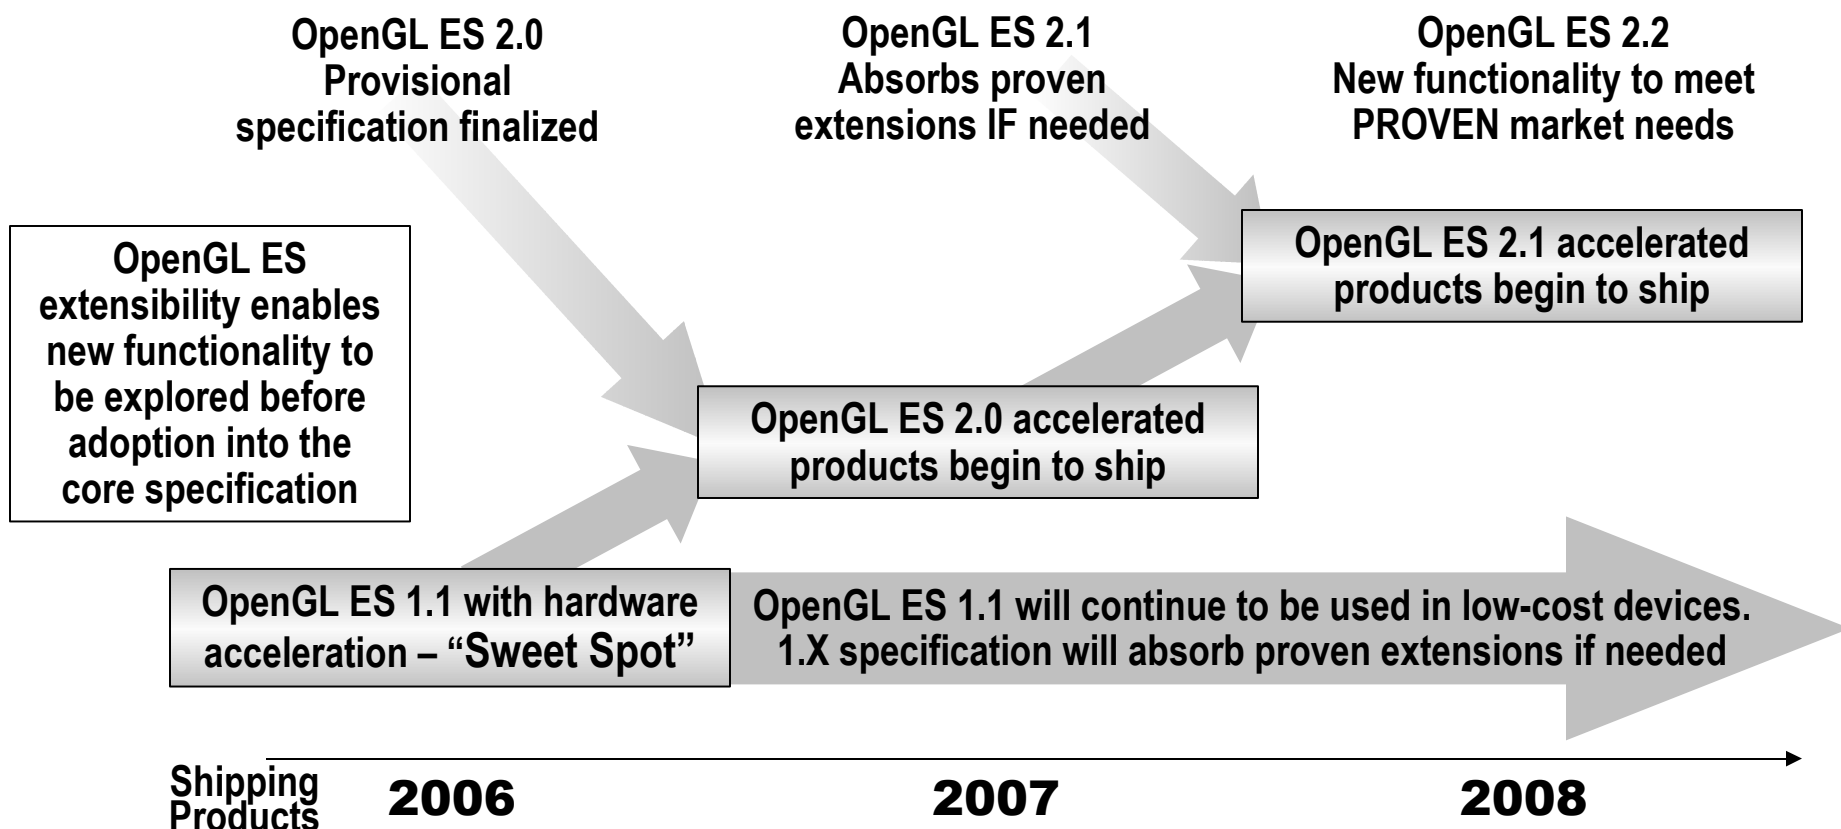 OpenGL ES 2.0
Provisional
specification finalized
OpenGL ES 2.1
Absorbs proven
extensions IF needed
OpenGL ES 2.2
New functionality to meet
PROVEN market needs
OpenGL ES
extensibility enables
new functionality to
be explored before
adoption into the
core specification
OpenGL ES 2.1 accelerated
products begin to ship
OpenGL ES 2.0 accelerated
products begin to ship
OpenGL ES 1.1 with hardware
acceleration – “Sweet Spot”
OpenGL ES 1.1 will continue to be used in low-cost devices.
1.X specification will absorb proven extensions if needed
Shipping
Products
2006
2007
2008